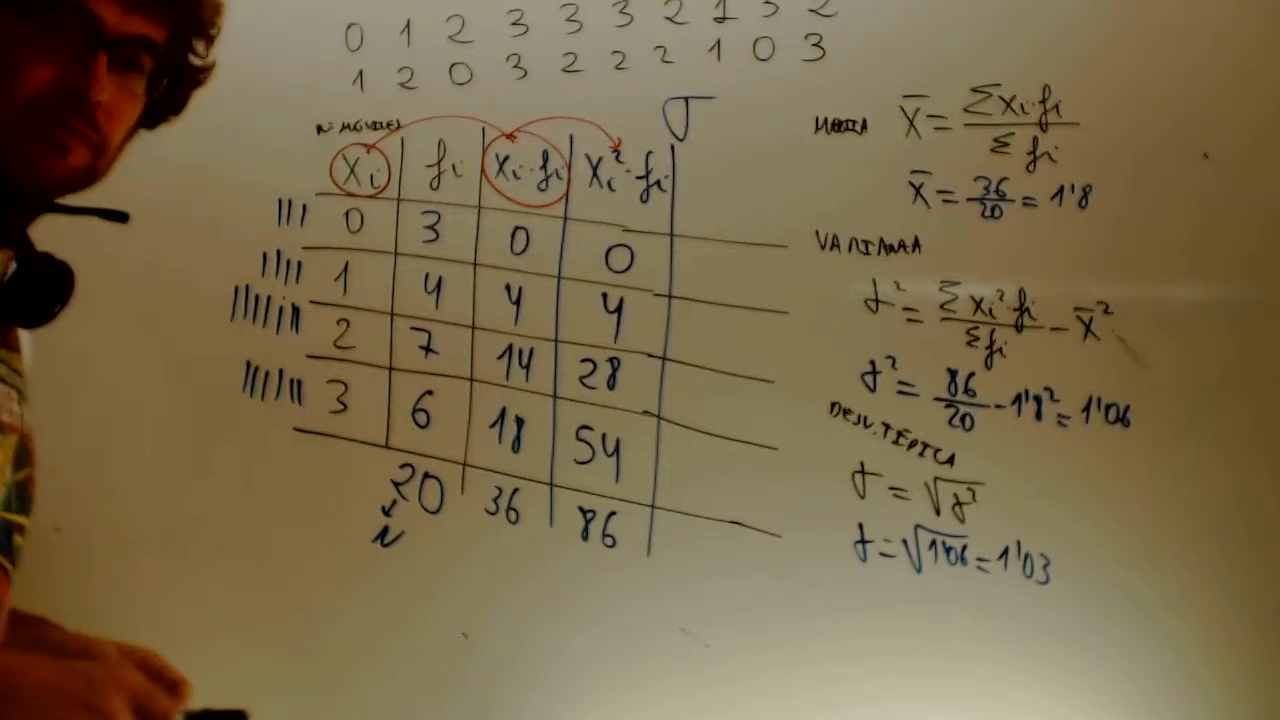 0 1 2 3 3 3 2 1 3 2
1 2 0 3 2 2 2 1 0 3
Nº MÓVILES
xi fi xi·fi xi²·fi
0 3 0 0
1 4 4 4
2 7 14 28
3 6 18 54
20 36 86
N
σ
MEDIA x̄ = Σxi·fi / Σfi
x̄ = 36/20 = 1'8
VARIANZA
σ² = Σxi²·fi / Σfi − x̄²
σ² = 86/20 − 1'8² = 1'06
DESV. TÍPICA
σ = √σ²
σ = √1'06 = 1'03